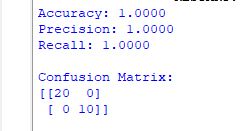 Accuracy: 1.0000
Precision: 1.0000
Recall: 1.0000
Confusion Matrix:
[[20  0]
 [ 0 10]]